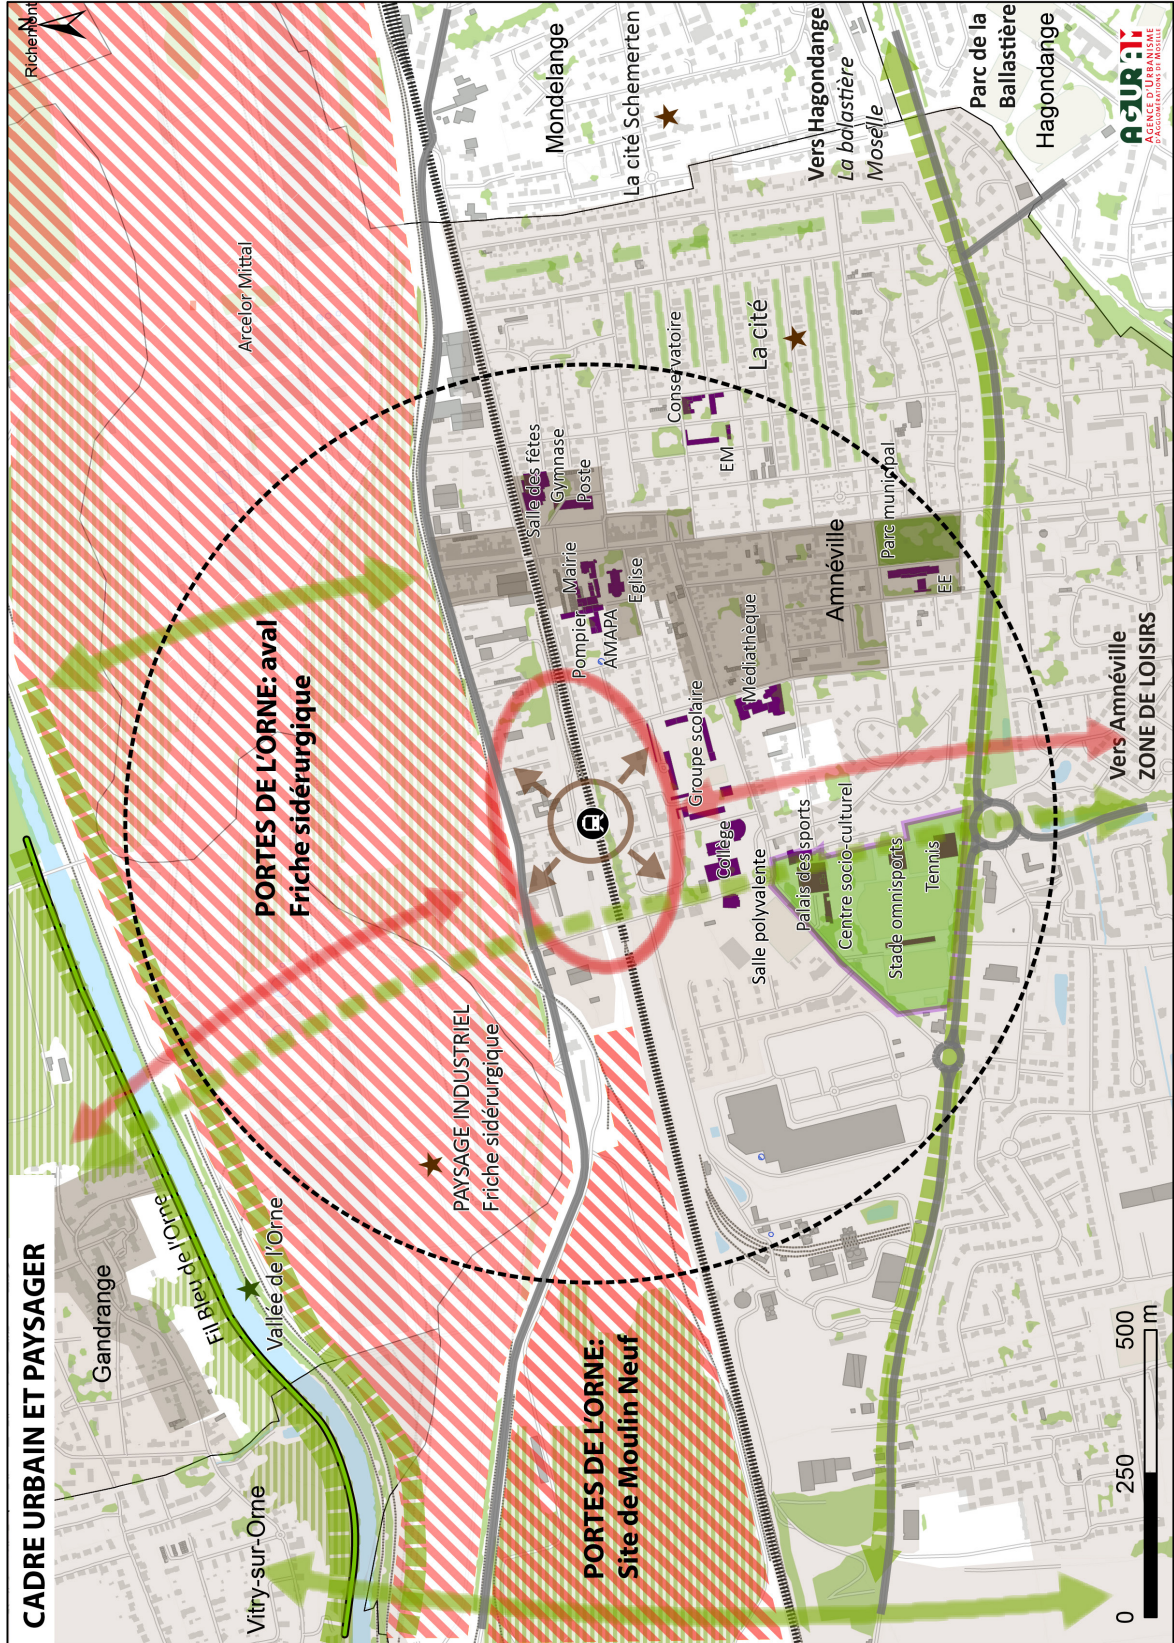 CADRE URBAIN ET PAYSAGER
N
Richemont
Gandrange
Vitry-sur-Orne
Fil Bleu de l'Orne
Vallée de l'Orne
Arcelor Mittal
PORTES DE L'ORNE: aval
Friche sidérurgique
PAYSAGE INDUSTRIEL
Friche sidérurgique
PORTES DE L'ORNE:
Site de Moulin Neuf
Mondelange
La cité Schemerten
Vers Hagondange
La balastière
Moselle
Parc de la
Ballastière
Hagondange
Salle des fêtes
Gymnase
Poste
Conservatoire
EM
La cité
Mairie
Eglise
Pompier
AMAPA
Médiathèque
Amnéville
Parc municipal
EE
Groupe scolaire
Collège
Salle polyvalente
Palais des sports
Centre socio-culturel
Stade omnisports
Tennis
Vers Amnéville
ZONE DE LOISIRS
0 250 500
m
AGURAM
AGENCE D'URBANISME
D'AGGLOMÉRATIONS DE MOSELLE